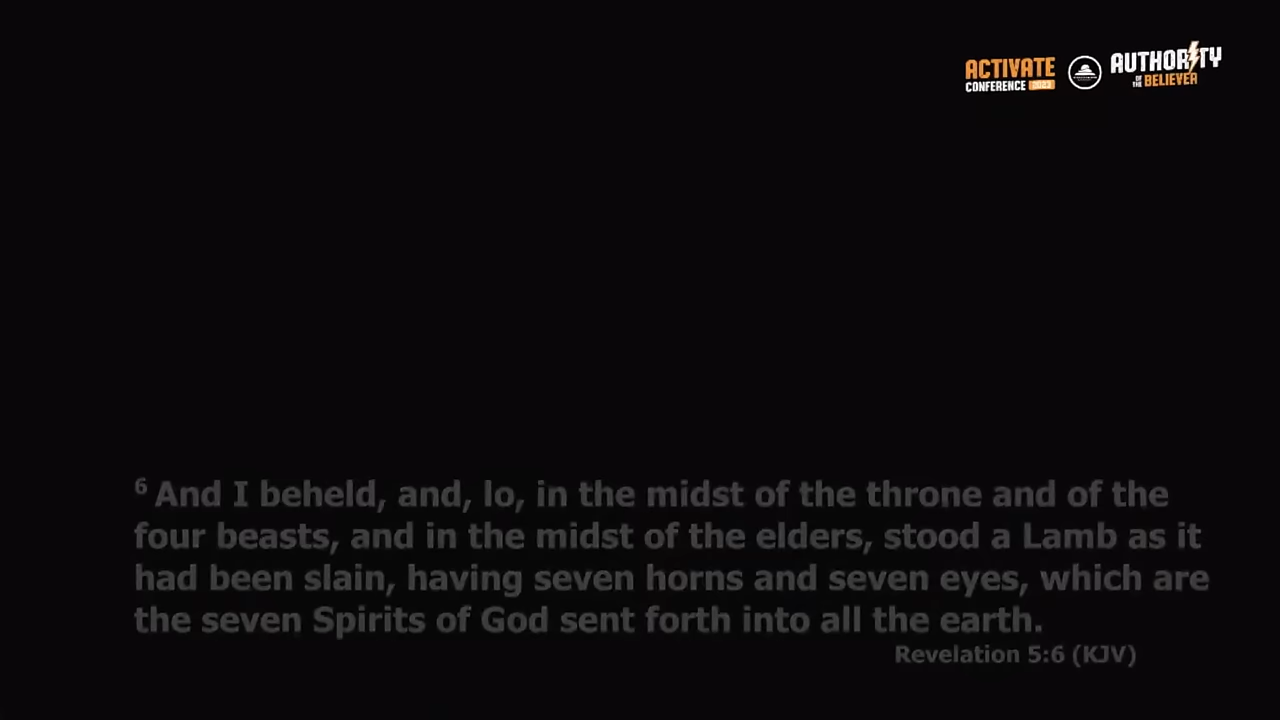 ACTIVATE
CONFERENCE 2023
AUTHORITY
OF THE BELIEVER
6 And I beheld, and, lo, in the midst of the throne and of the
four beasts, and in the midst of the elders, stood a Lamb as it
had been slain, having seven horns and seven eyes, which are
the seven Spirits of God sent forth into all the earth.
Revelation 5:6 (KJV)